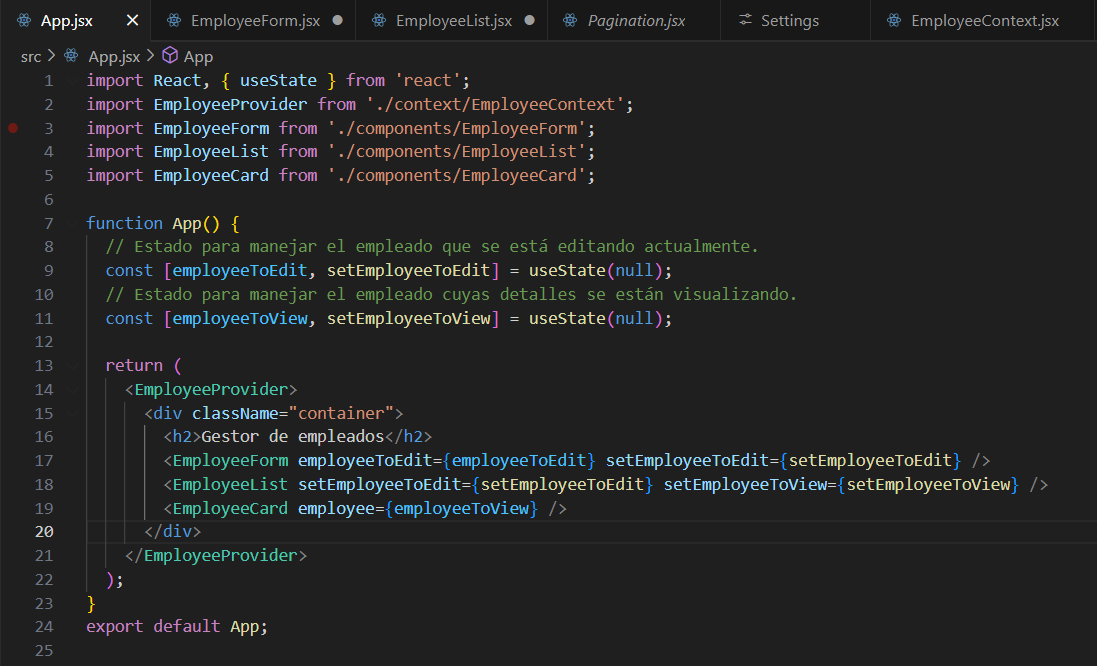 App.jsx EmployeeForm.jsx EmployeeList.jsx Pagination.jsx Settings EmployeeContext.jsx
src App.jsx App
1 import React, { useState } from 'react';
2 import EmployeeProvider from './context/EmployeeContext';
3 import EmployeeForm from './components/EmployeeForm';
4 import EmployeeList from './components/EmployeeList';
5 import EmployeeCard from './components/EmployeeCard';
6
7 function App() {
8 // Estado para manejar el empleado que se está editando actualmente.
9 const [employeeToEdit, setEmployeeToEdit] = useState(null);
10 // Estado para manejar el empleado cuyas detalles se están visualizando.
11 const [employeeToView, setEmployeeToView] = useState(null);
12
13 return (
14 <EmployeeProvider>
15 <div className="container">
16 <h2>Gestor de empleados</h2>
17 <EmployeeForm employeeToEdit={employeeToEdit} setEmployeeToEdit={setEmployeeToEdit} />
18 <EmployeeList setEmployeeToEdit={setEmployeeToEdit} setEmployeeToView={setEmployeeToView} />
19 <EmployeeCard employee={employeeToView} />
20 </div>
21 </EmployeeProvider>
22 );
23 }
24 export default App;
25